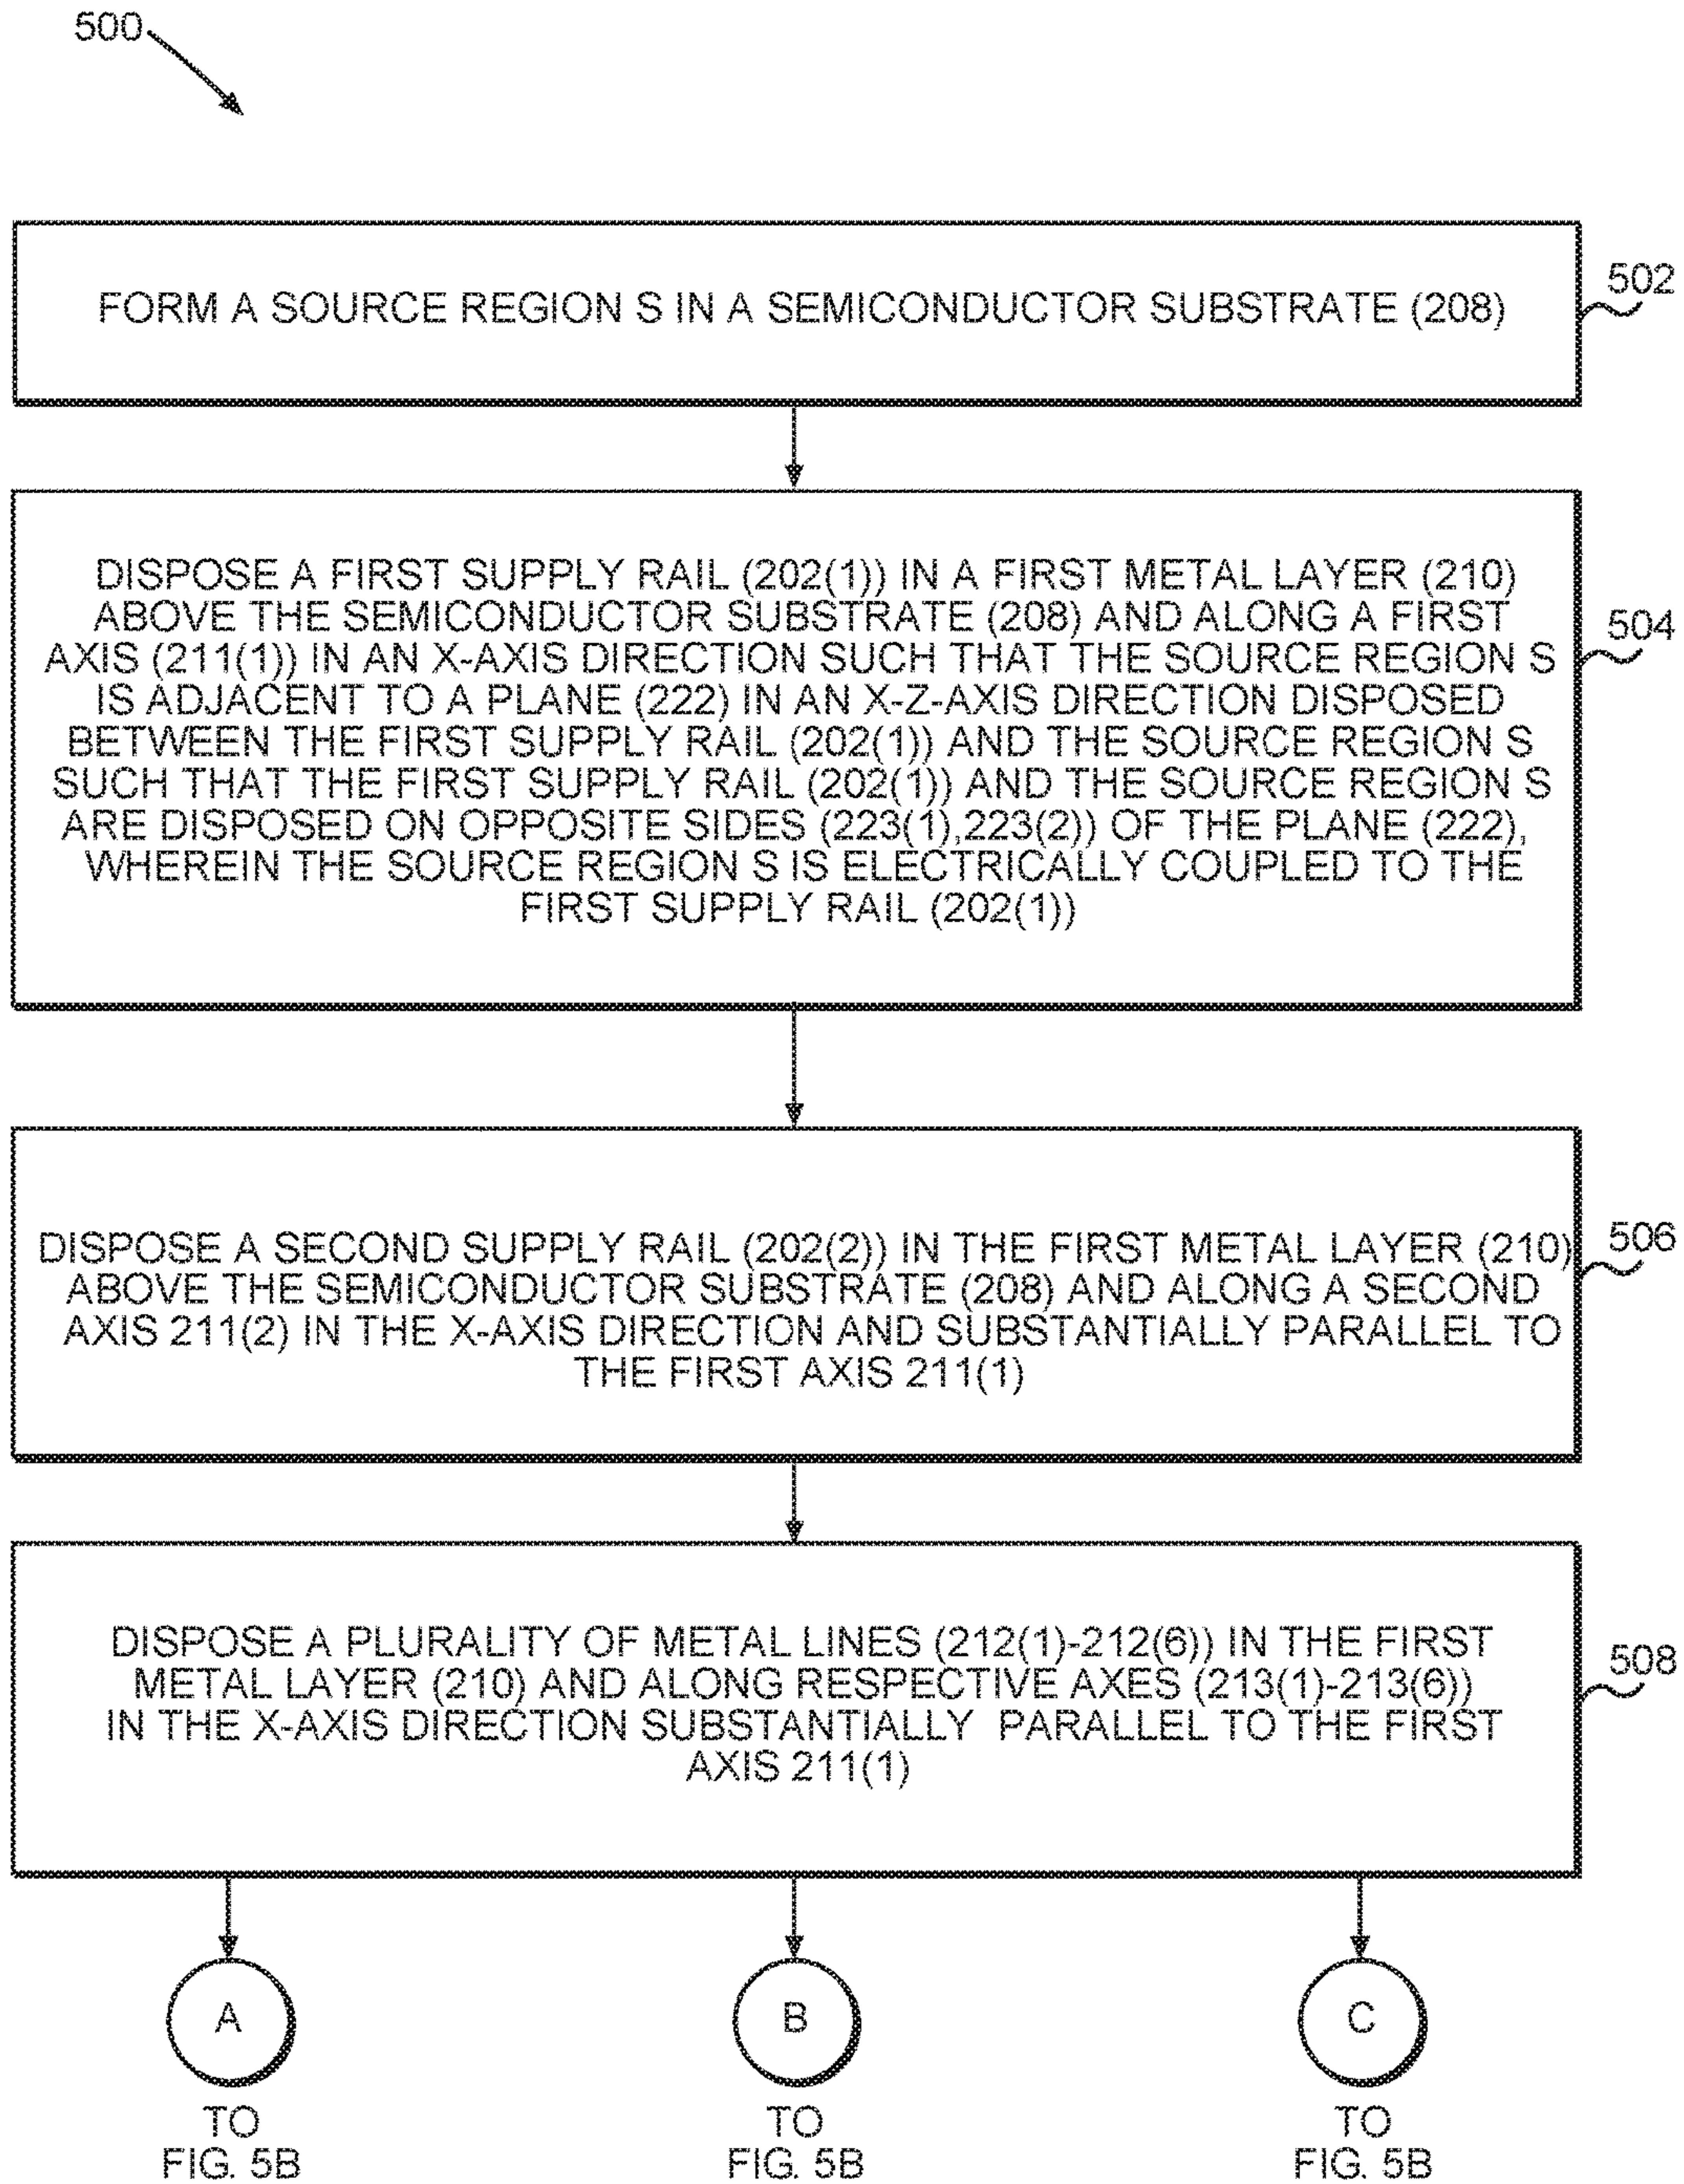 500
502
FORM A SOURCE REGION S IN A SEMICONDUCTOR SUBSTRATE (208)
DISPOSE A FIRST SUPPLY RAIL (202(1)) IN A FIRST METAL LAYER (210)
ABOVE THE SEMICONDUCTOR SUBSTRATE (208) AND ALONG A FIRST
504
AXIS (211(1)) IN AN X-AXIS DIRECTION SUCH THAT THE SOURCE REGION S
IS ADJACENT TO A PLANE (222) IN AN X-Z-AXIS DIRECTION DISPOSED
BETWEEN THE FIRST SUPPLY RAIL (202(1)) AND THE SOURCE REGION S
SUCH THAT THE FIRST SUPPLY RAIL (202(1)) AND THE SOURCE REGION S
ARE DISPOSED ON OPPOSITE SIDES (223(1),223(2)) OF THE PLANE (222),
WHEREIN THE SOURCE REGION S IS ELECTRICALLY COUPLED TO THE
FIRST SUPPLY RAIL (202(1))
506
DISPOSE A SECOND SUPPLY RAIL (202(2)) IN THE FIRST METAL LAYER (210)
ABOVE THE SEMICONDUCTOR SUBSTRATE (208) AND ALONG A SECOND
AXIS 211(2) IN THE X-AXIS DIRECTION AND SUBSTANTIALLY PARALLEL TO
THE FIRST AXIS 211(1)
DISPOSE A PLURALITY OF METAL LINES (212(1)-212(6)) IN THE FIRST
508
METAL LAYER (210) AND ALONG RESPECTIVE AXES (213(1)-213(6))
IN THE X-AXIS DIRECTION SUBSTANTIALLY PARALLEL TO THE FIRST
AXIS 211(1)
A
B
C
TO
FIG. 5B
TO
FIG. 5B
TO
FIG. 5B